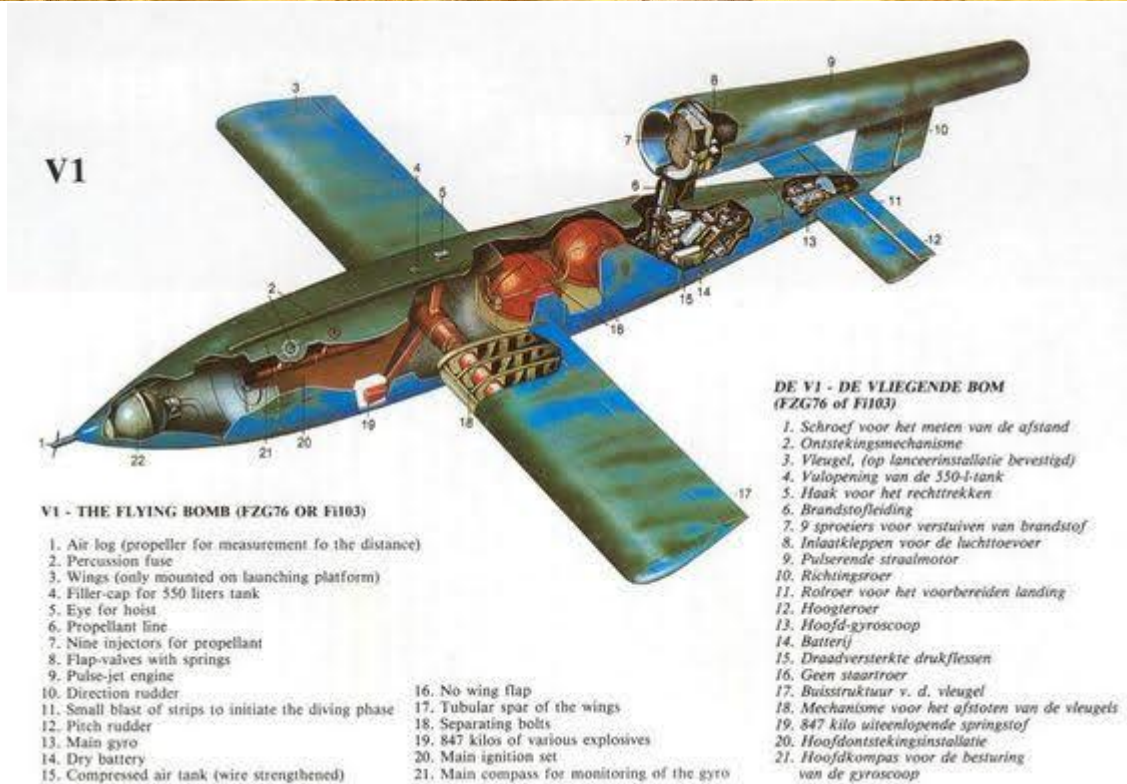 V1
3
4
5
2
8
9
7
6
10
11
12
13
14
15
16
1
22
21
20
19
18
17
V1 - THE FLYING BOMB (FZG76 OR Fi103)
1. Air log (propeller for measurement fo the distance)
2. Percussion fuse
3. Wings (only mounted on launching platform)
4. Filler-cap for 550 liters tank
5. Eye for hoist
6. Propellant line
7. Nine injectors for propellant
8. Flap-valves with springs
9. Pulse-jet engine
10. Direction rudder
11. Small blast of strips to initiate the diving phase
12. Pitch rudder
13. Main gyro
14. Dry battery
15. Compressed air tank (wire strengthened)
16. No wing flap
17. Tubular spar of the wings
18. Separating bolts
19. 847 kilos of various explosives
20. Main ignition set
21. Main compass for monitoring of the gyro
DE V1 - DE VLIEGENDE BOM
(FZG76 of Fi103)
1. Schroef voor het meten van de afstand
2. Ontstekingsmechanisme
3. Vleugel, (op lanceerinstallatie bevestigd)
4. Vulopening van de 550-l-tank
5. Haak voor het rechttrekken
6. Brandstofleiding
7. 9 sproeiers voor verstuiven van brandstof
8. Inlaatkleppen voor de luchttoevoer
9. Pulserende straalmotor
10. Richtingsroer
11. Rolroer voor het voorbereiden landing
12. Hoogteroer
13. Hoofd-gyroscoop
14. Batterij
15. Draadversterkte drukflessen
16. Geen staartroer
17. Buisstruktuur v. d. vleugel
18. Mechanisme voor het afstoten van de vleugels
19. 847 kilo uiteenlopende springstof
20. Hoofdontstekingsinstallatie
21. Hoofdkompas voor de besturing
van de gyroscoop